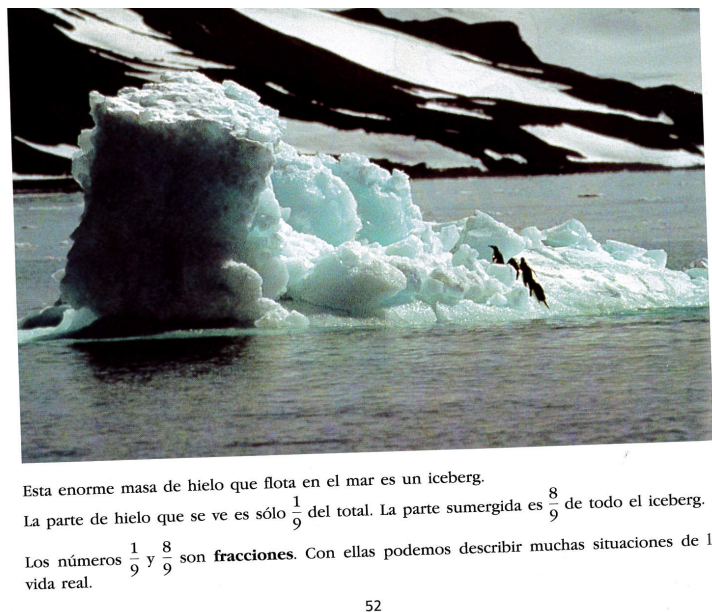 Esta enorme masa de hielo que flota en el mar es un iceberg.
La parte de hielo que se ve es sólo 1/9 del total. La parte sumergida es 8/9 de todo el iceberg.
Los números 1/9 y 8/9 son fracciones. Con ellas podemos describir muchas situaciones de l
vida real.
52